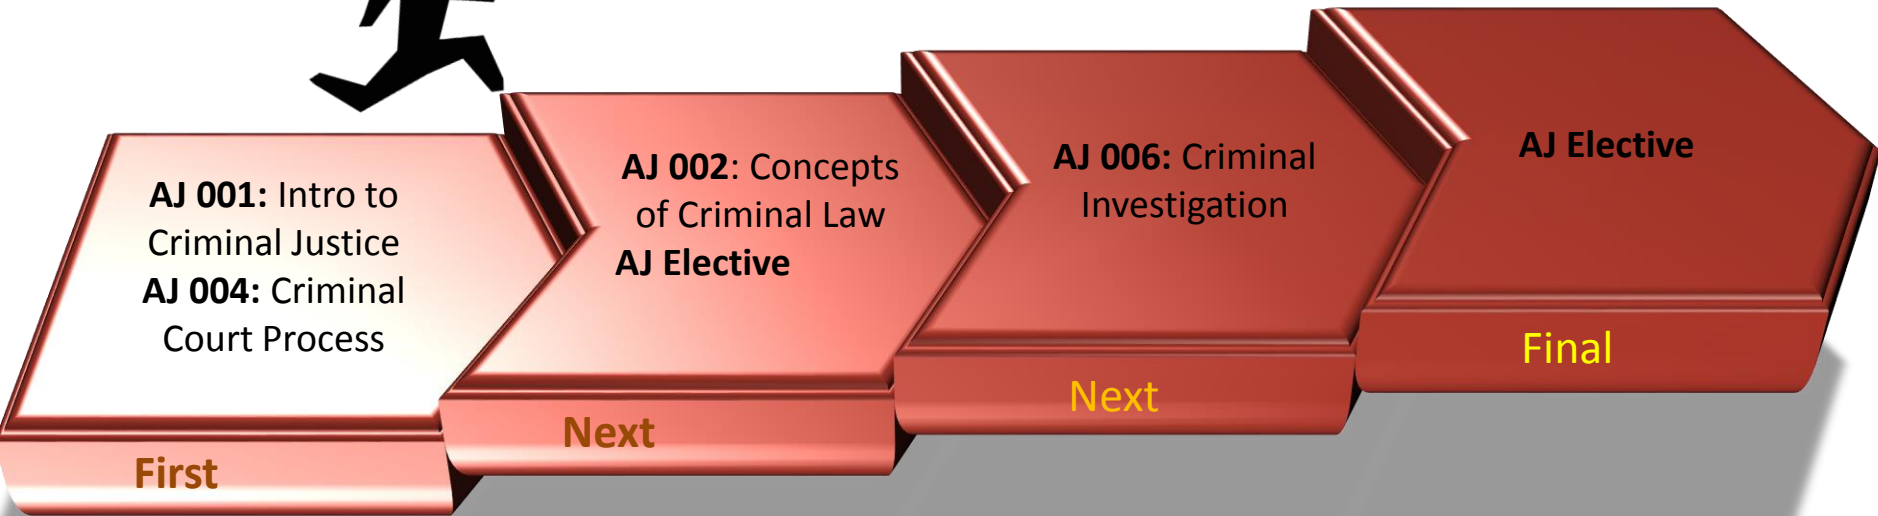 AJ 001: Intro to
Criminal Justice
AJ 004: Criminal
Court Process
First
AJ 002: Concepts
of Criminal Law
AJ Elective
Next
AJ 006: Criminal
Investigation
Next
AJ Elective
Final